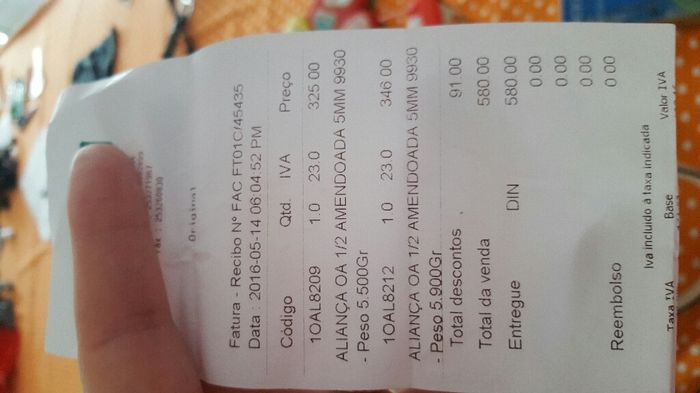 Original
Fatura - Recibo Nº FAC FT01C/45435
Data : 2016-05-14 06:04:52 PM
Código Qtd. IVA Preço
1OAL8209 1.0 23.0 325.00
ALIANÇA OA 1/2 AMENDOADA 5MM 9930
- Peso 5.500Gr
1OAL8212 1.0 23.0 346.00
ALIANÇA OA 1/2 AMENDOADA 5MM 9930
- Peso 5.900Gr
Total descontos 91.00
Total da venda 580.00
Entregue DIN 580.00
0.00
0.00
0.00
Reembolso 0.00
Iva incluido à taxa indicada
Taxa IVA Base Valor IVA